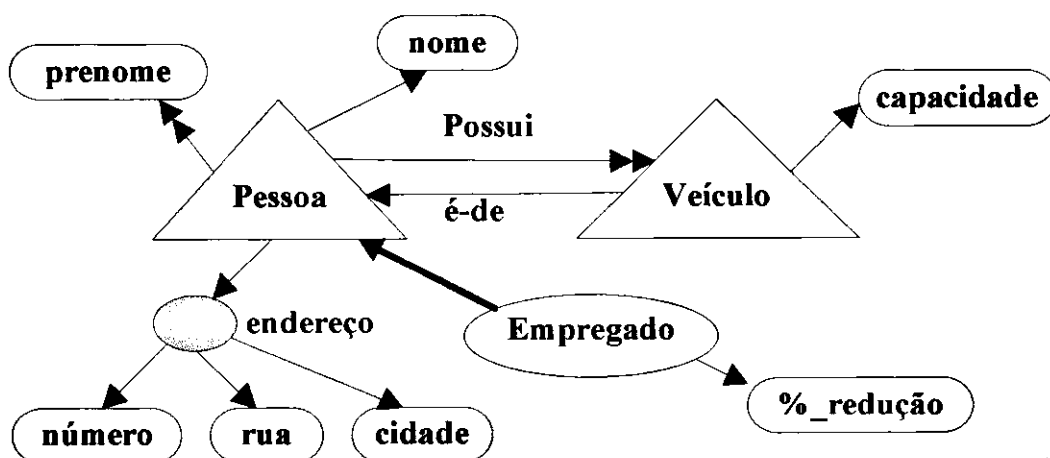 nome
prenome
capacidade
Possui
Pessoa
Veículo
é-de
endereço
Empregado
%_redução
número
rua
cidade